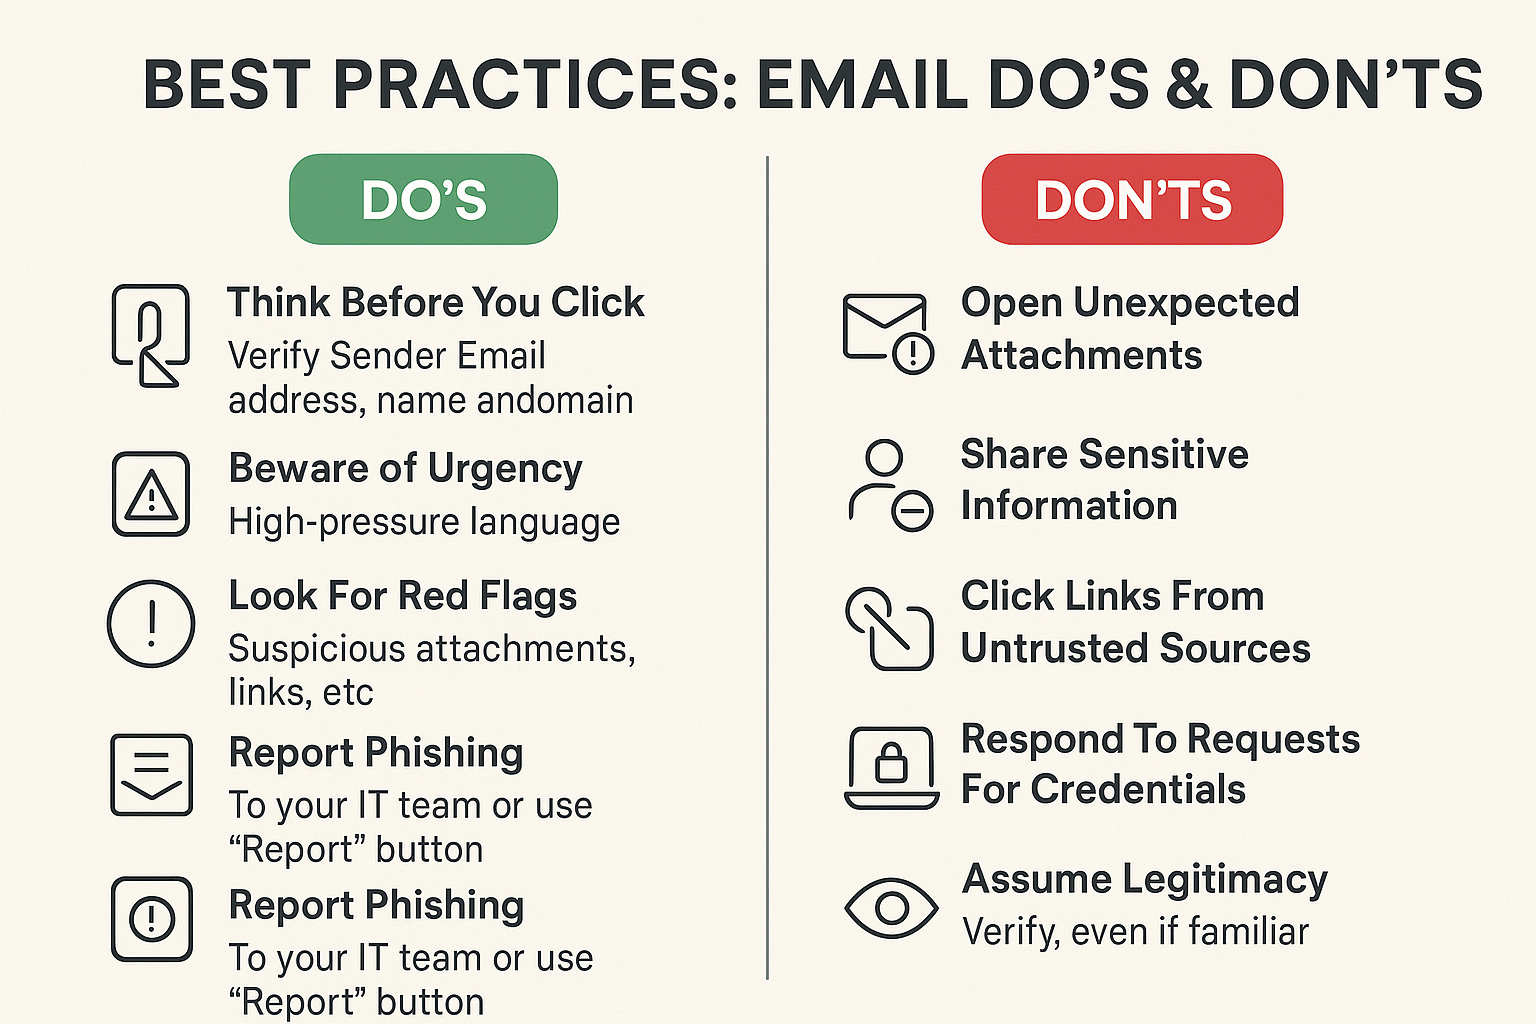 BEST PRACTICES: EMAIL DO’S & DON’TS
DO’S
Think Before You Click
Verify Sender Email
address, name andomain
Beware of Urgency
High-pressure language
Look For Red Flags
Suspicious attachments,
links, etc
Report Phishing
To your IT team or use
“Report” button
Report Phishing
To your IT team or use
“Report” button
DON’TS
Open Unexpected
Attachments
Share Sensitive
Information
Click Links From
Untrusted Sources
Respond To Requests
For Credentials
Assume Legitimacy
Verify, even if familiar